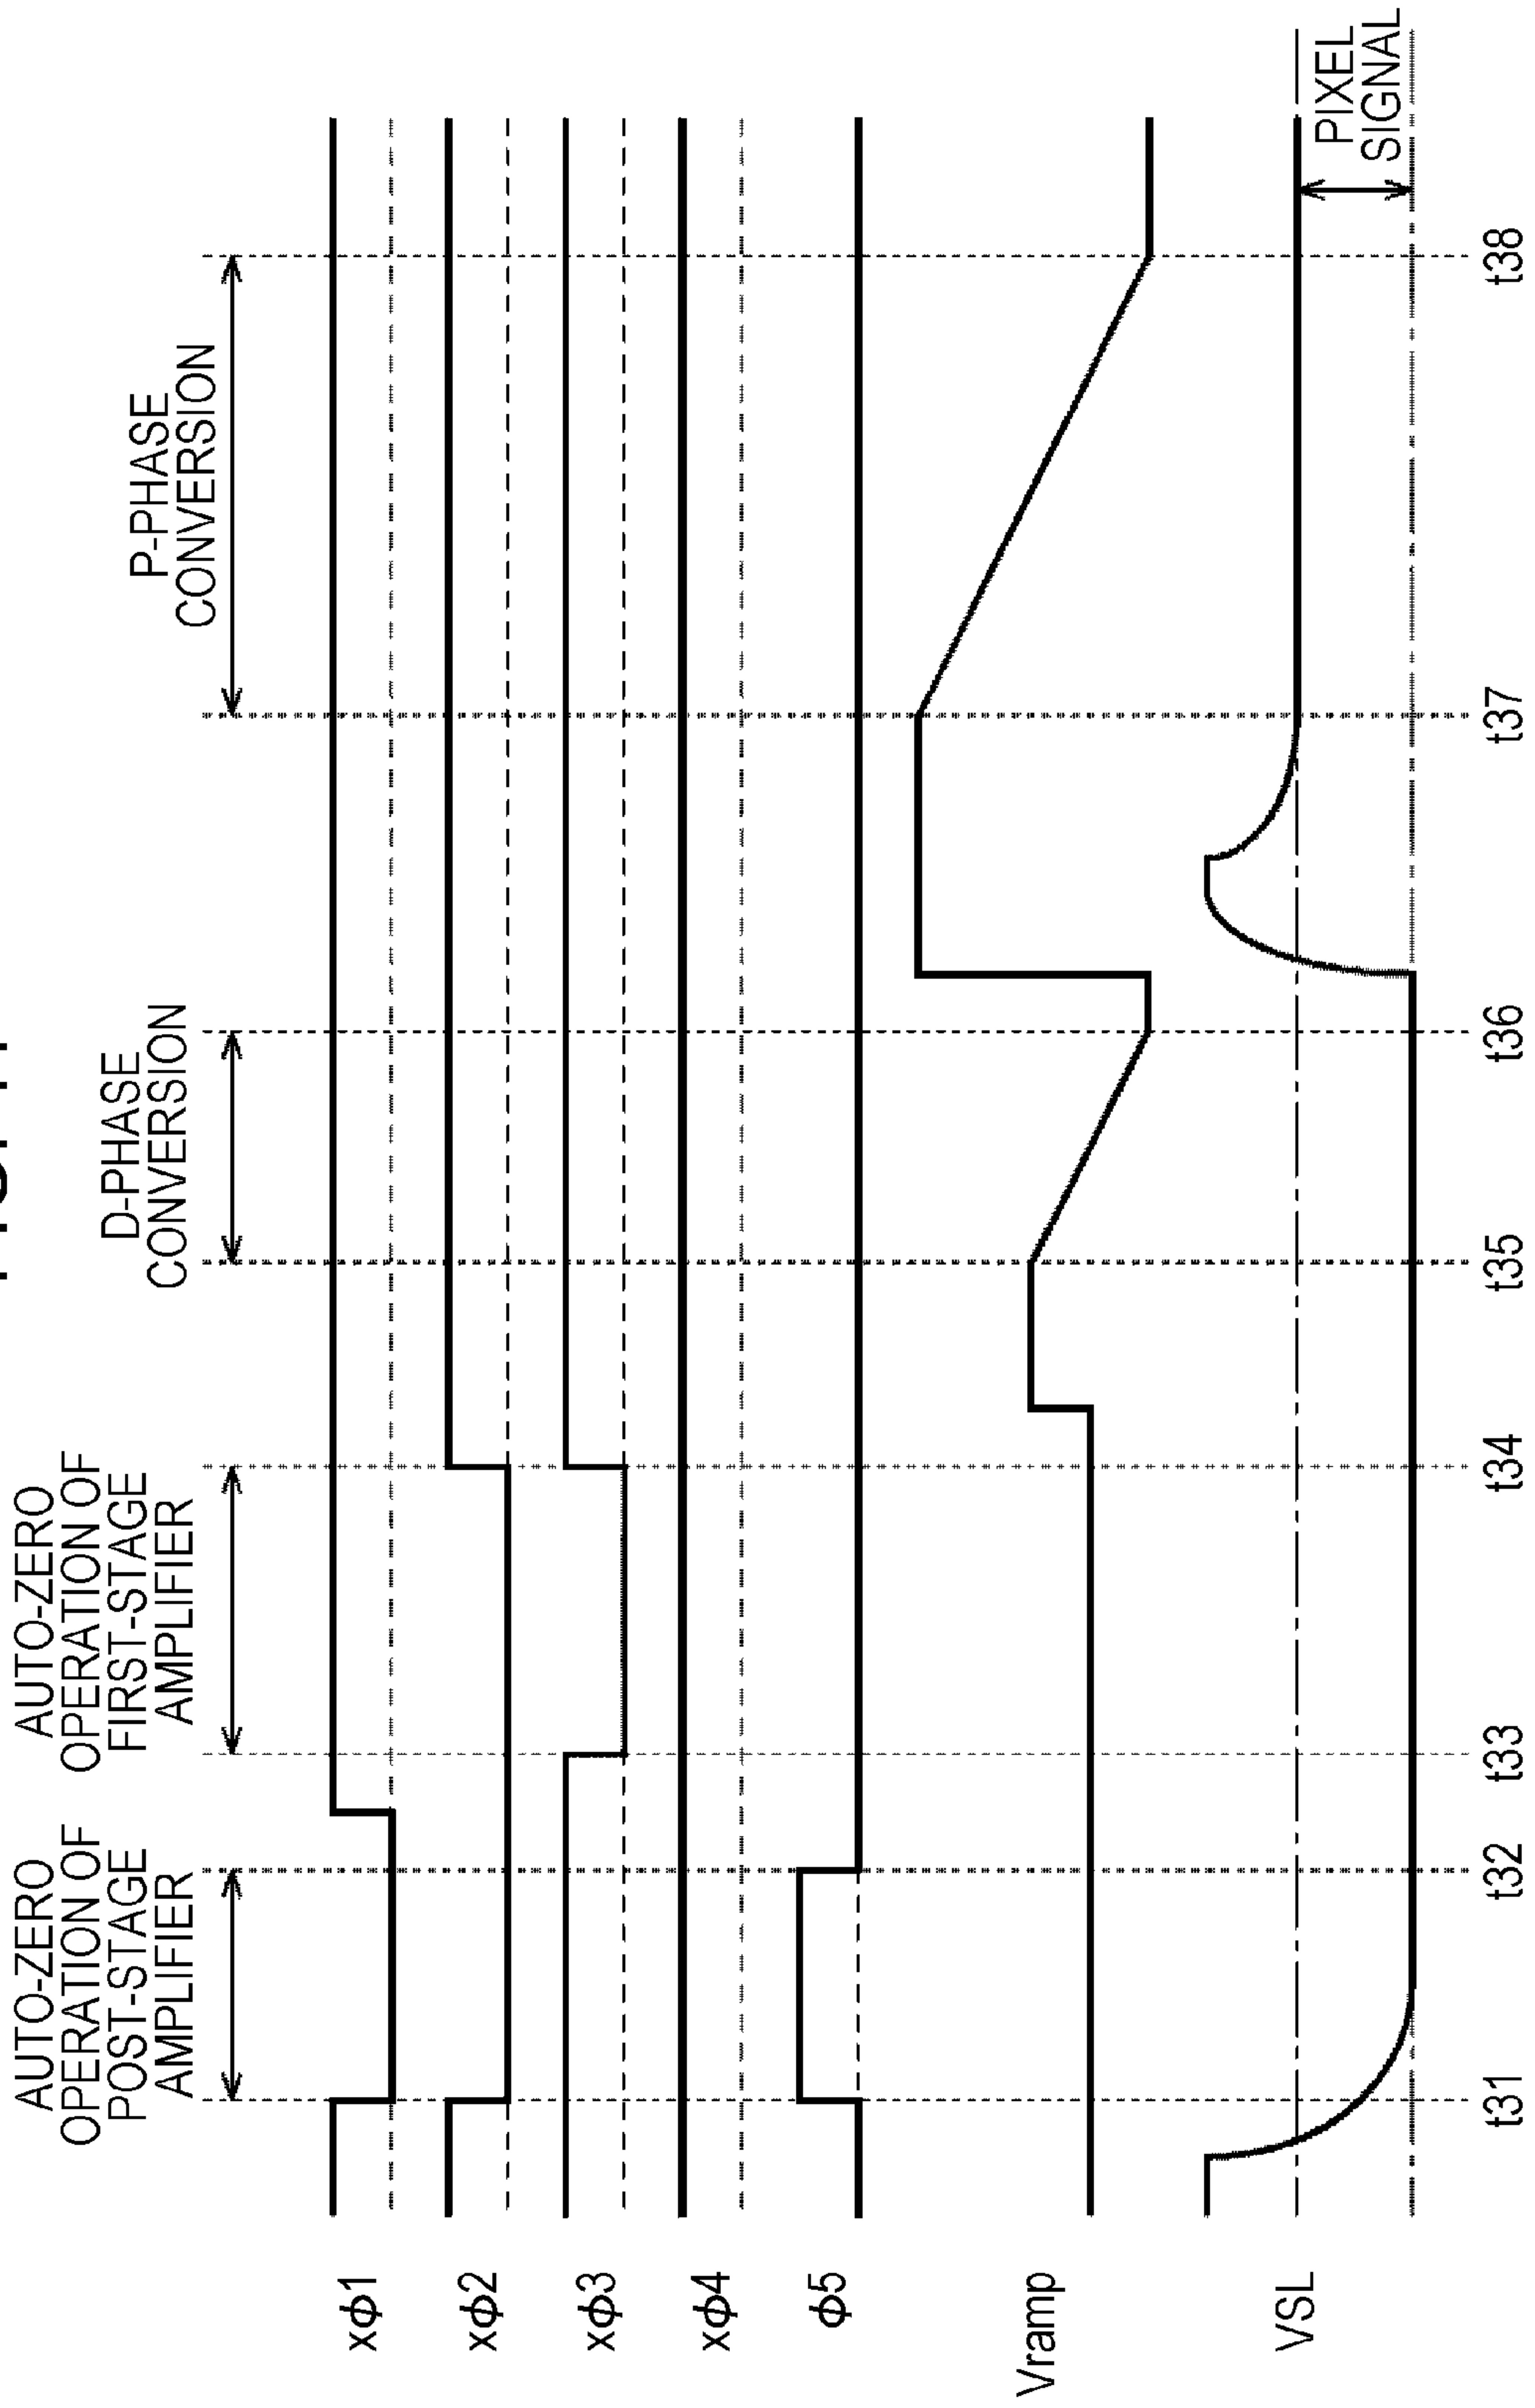 AUTO-ZERO
OPERATION OF
POST-STAGE
AMPLIFIER
AUTO-ZERO
OPERATION OF
FIRST-STAGE
AMPLIFIER
D-PHASE
CONVERSION
P-PHASE
CONVERSION
xϕ1
xϕ2
xϕ3
xϕ4
ϕ5
Vramp
VSL
PIXEL
SIGNAL
t31
t32
t33
t34
t35
t36
t37
t38